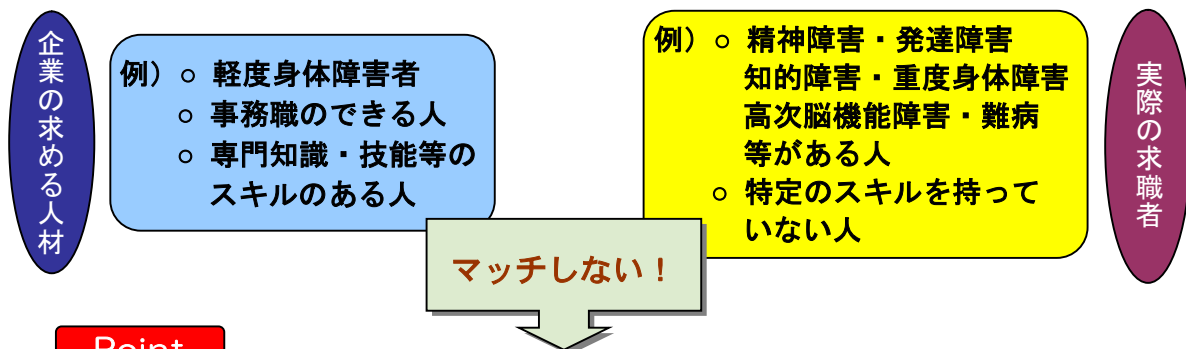 企業の求める人材
例）○ 軽度身体障害者
○ 事務職のできる人
○ 専門知識・技能等の
スキルのある人
例）○ 精神障害・発達障害
知的障害・重度身体障害
高次脳機能障害・難病
等がある人
○ 特定のスキルを持って
いない人
実際の求職者
マッチしない！
Point